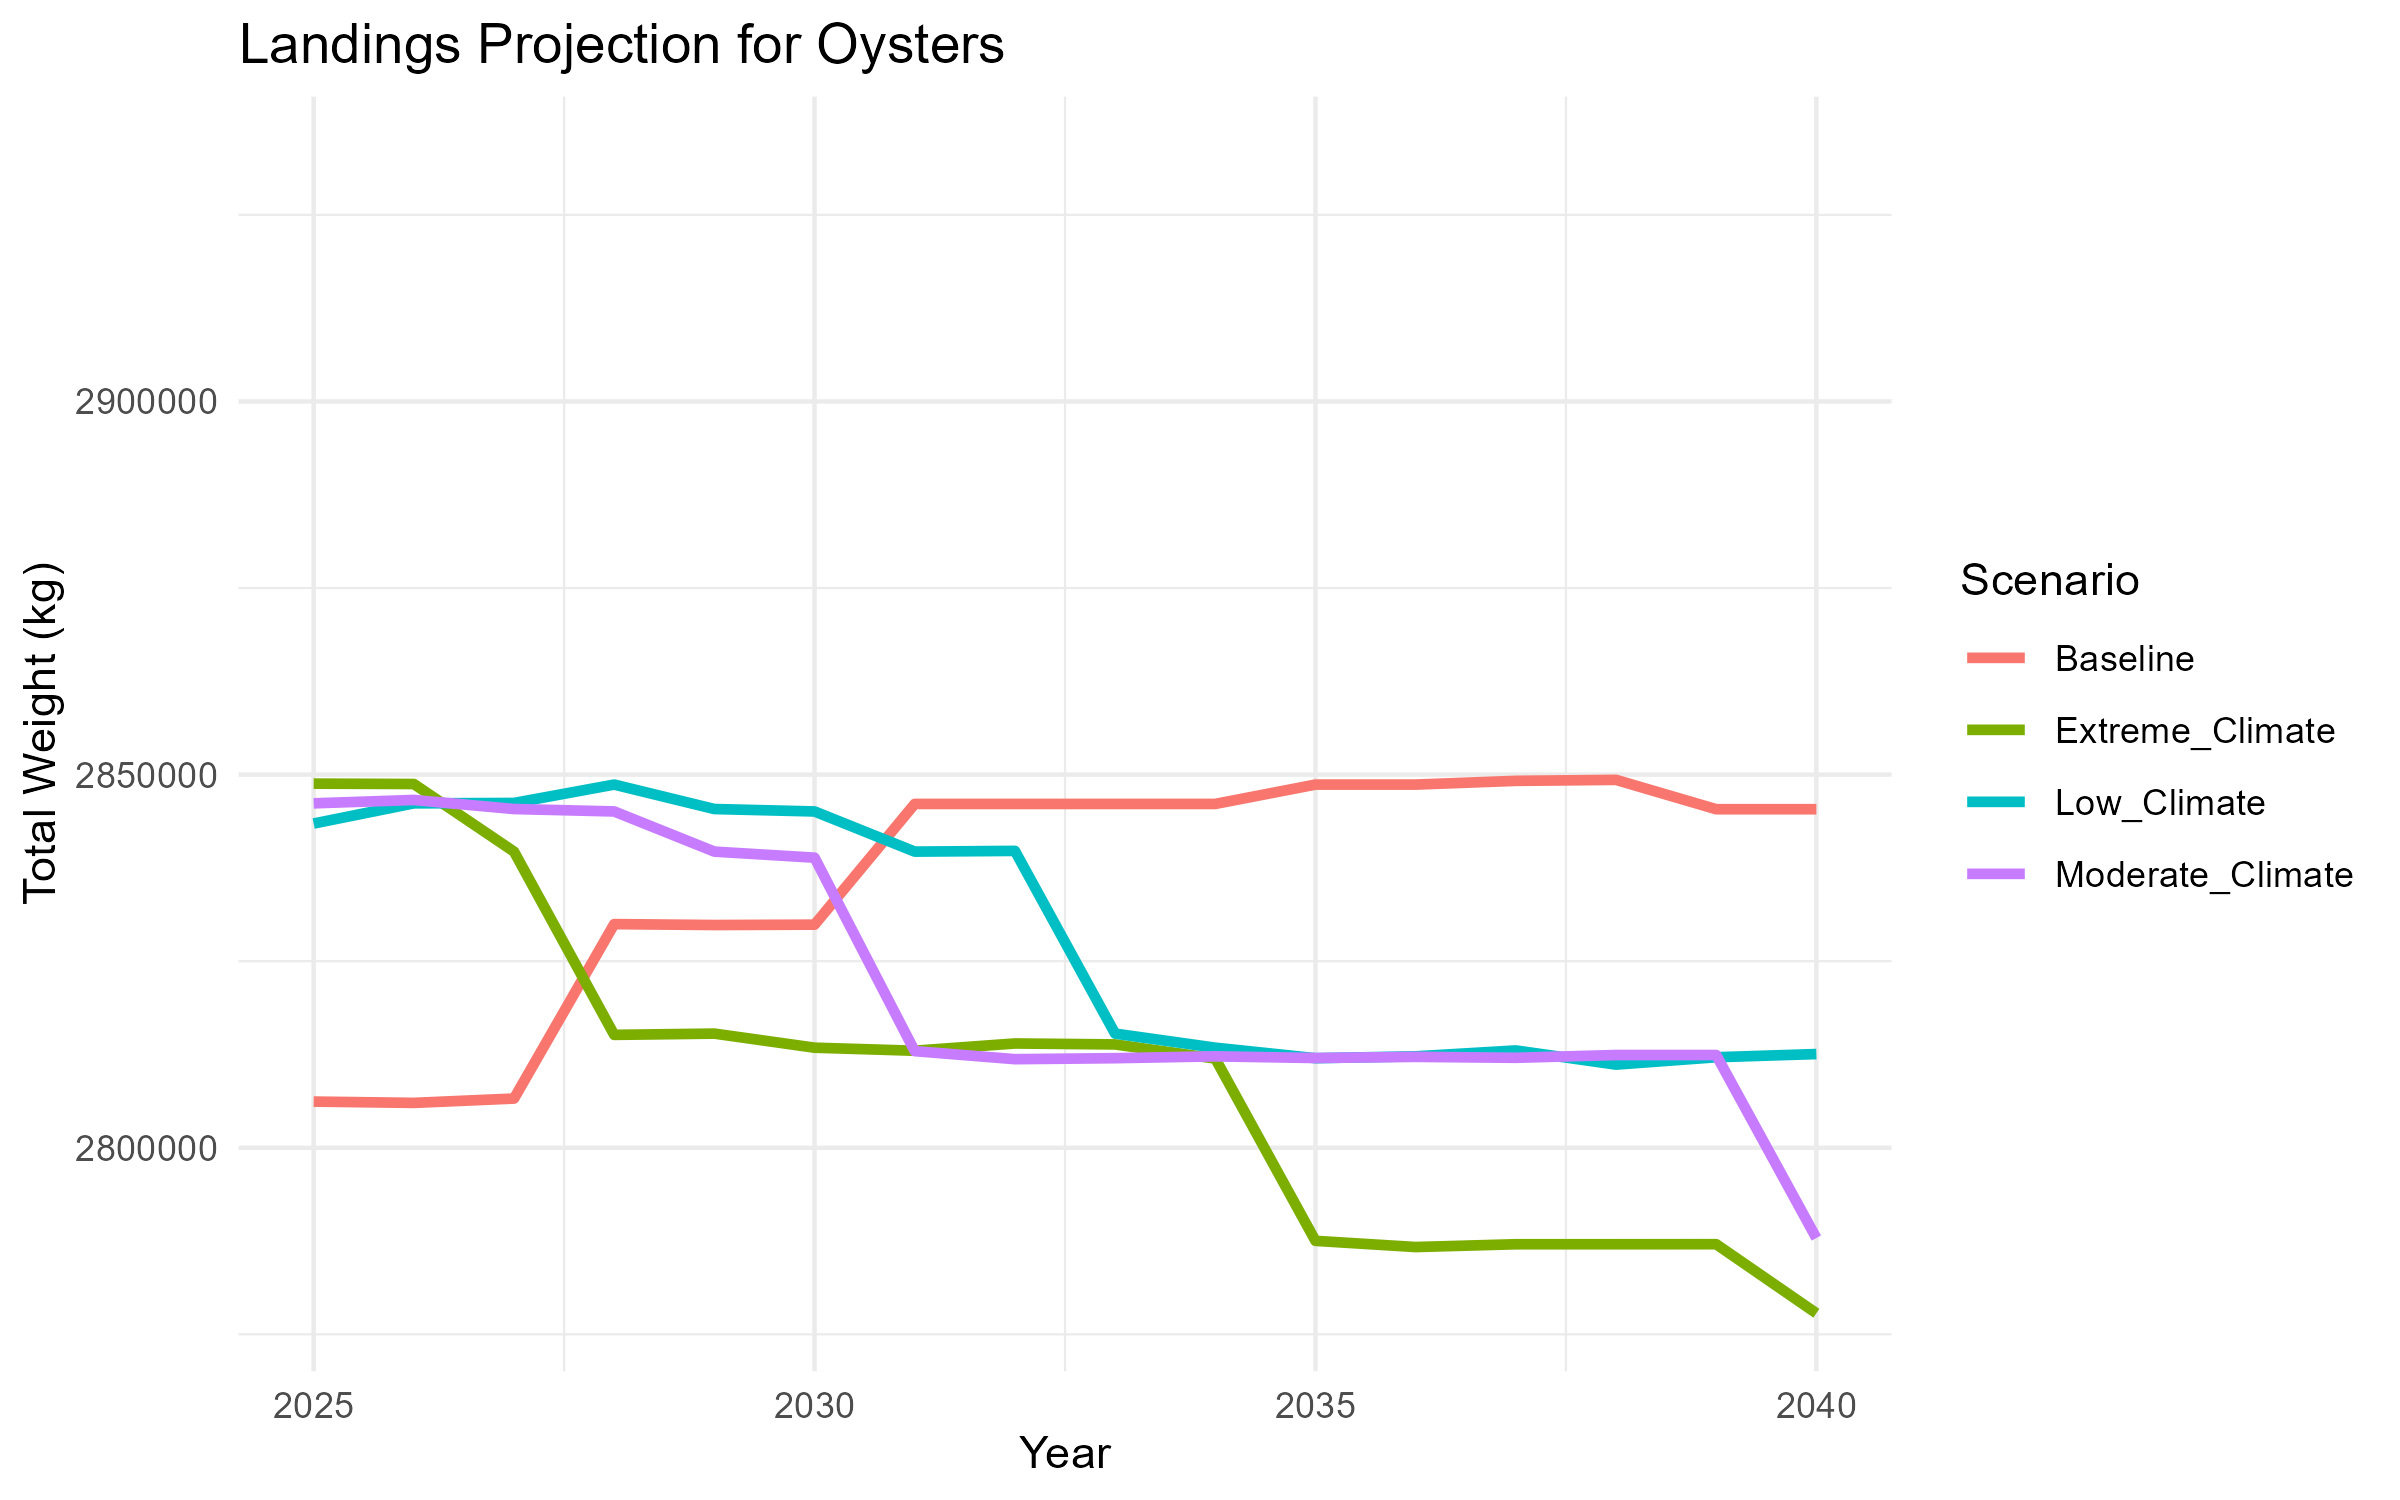 Landings Projection for Oysters
Total Weight (kg)
2900000
2850000
2800000
2025
2030
2035
2040
Year
Scenario
Baseline
Extreme_Climate
Low_Climate
Moderate_Climate